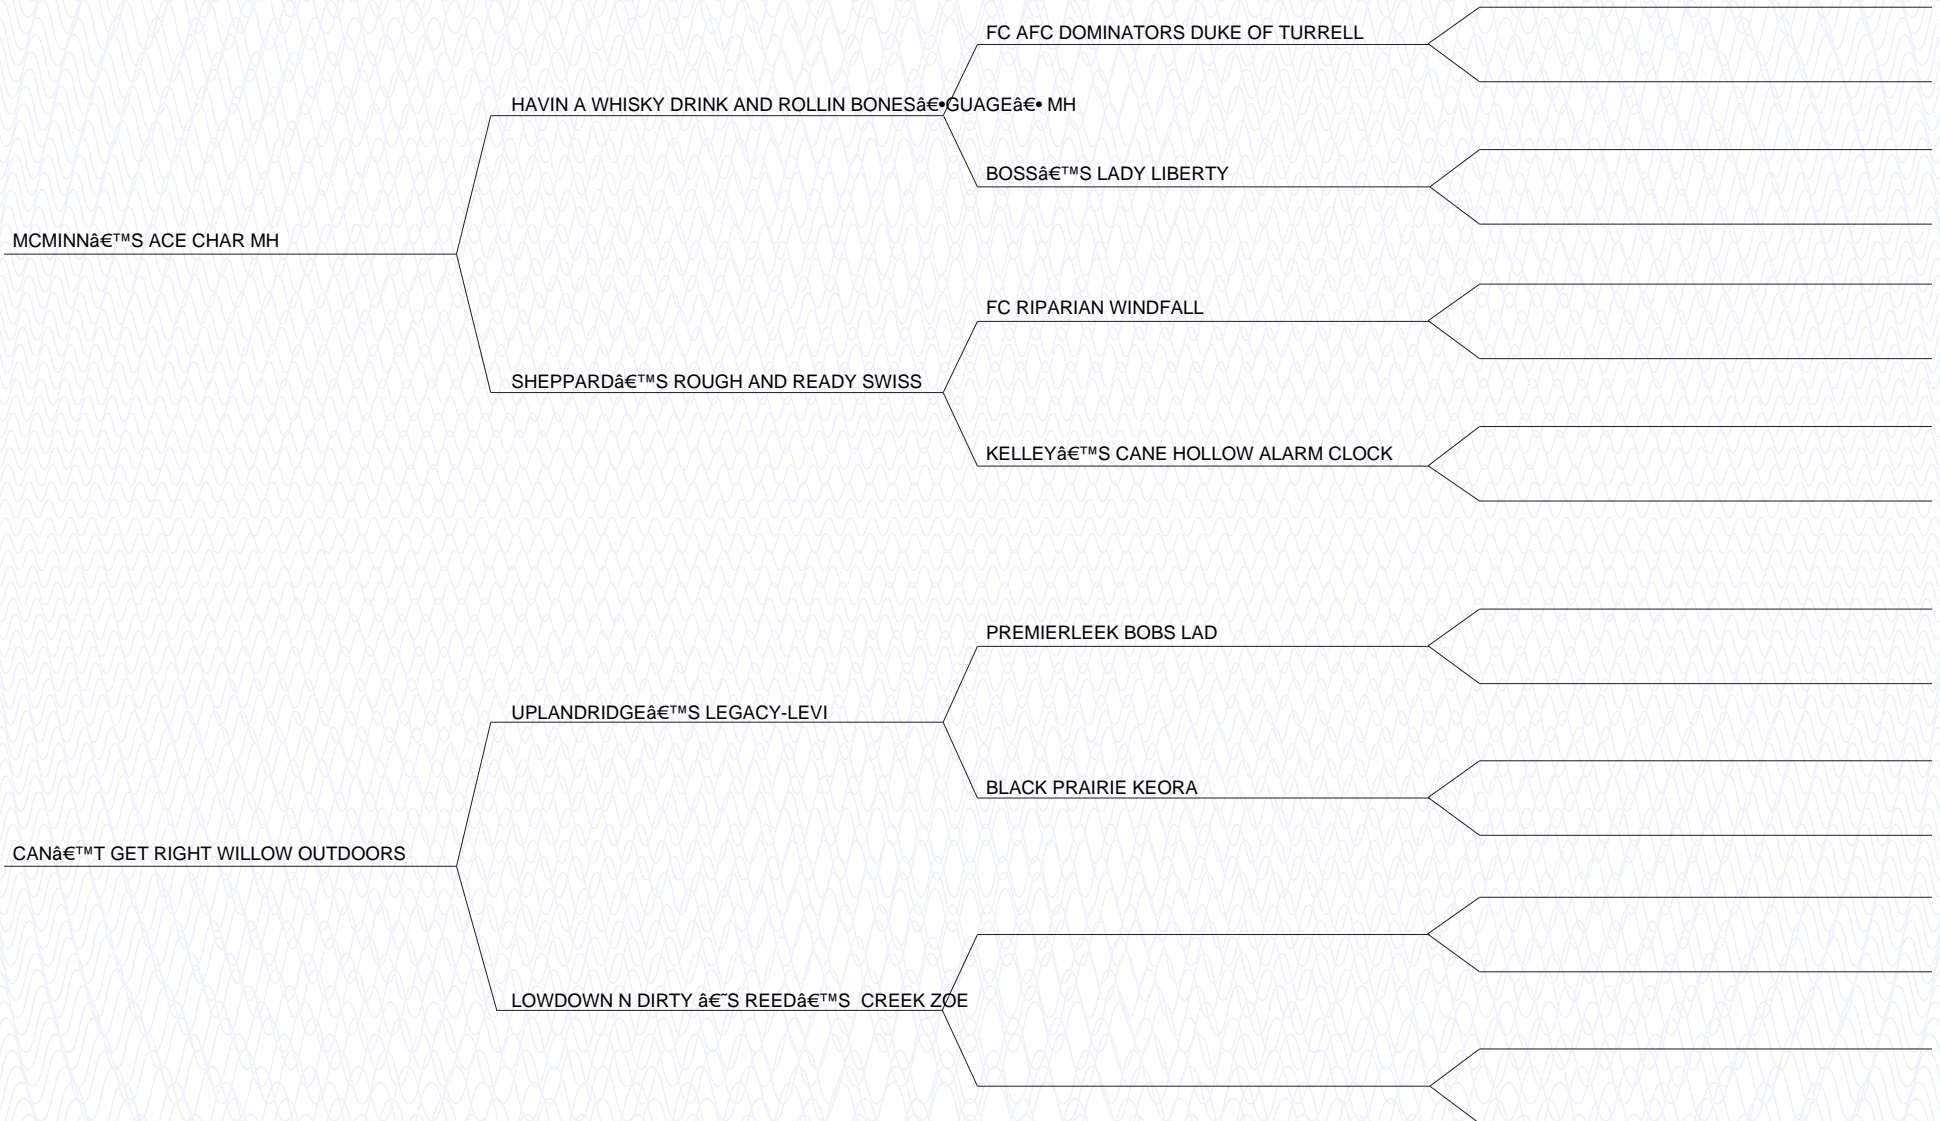 FC AFC DOMINATORS DUKE OF TURRELL
HAVIN A WHISKY DRINK AND ROLLIN BONESâ€•GUAGEâ€• MH
BOSSâ€™S LADY LIBERTY
MCMINNâ€™S ACE CHAR MH
FC RIPARIAN WINDFALL
SHEPPARDâ€™S ROUGH AND READY SWISS
KELLEYâ€™S CANE HOLLOW ALARM CLOCK
PREMIERLEEK BOBS LAD
UPLANDRIDGEâ€™S LEGACY-LEVI
BLACK PRAIRIE KEORA
CANâ€™T GET RIGHT WILLOW OUTDOORS
LOWDOWN N DIRTY â€˜S REEDâ€™S  CREEK ZOE